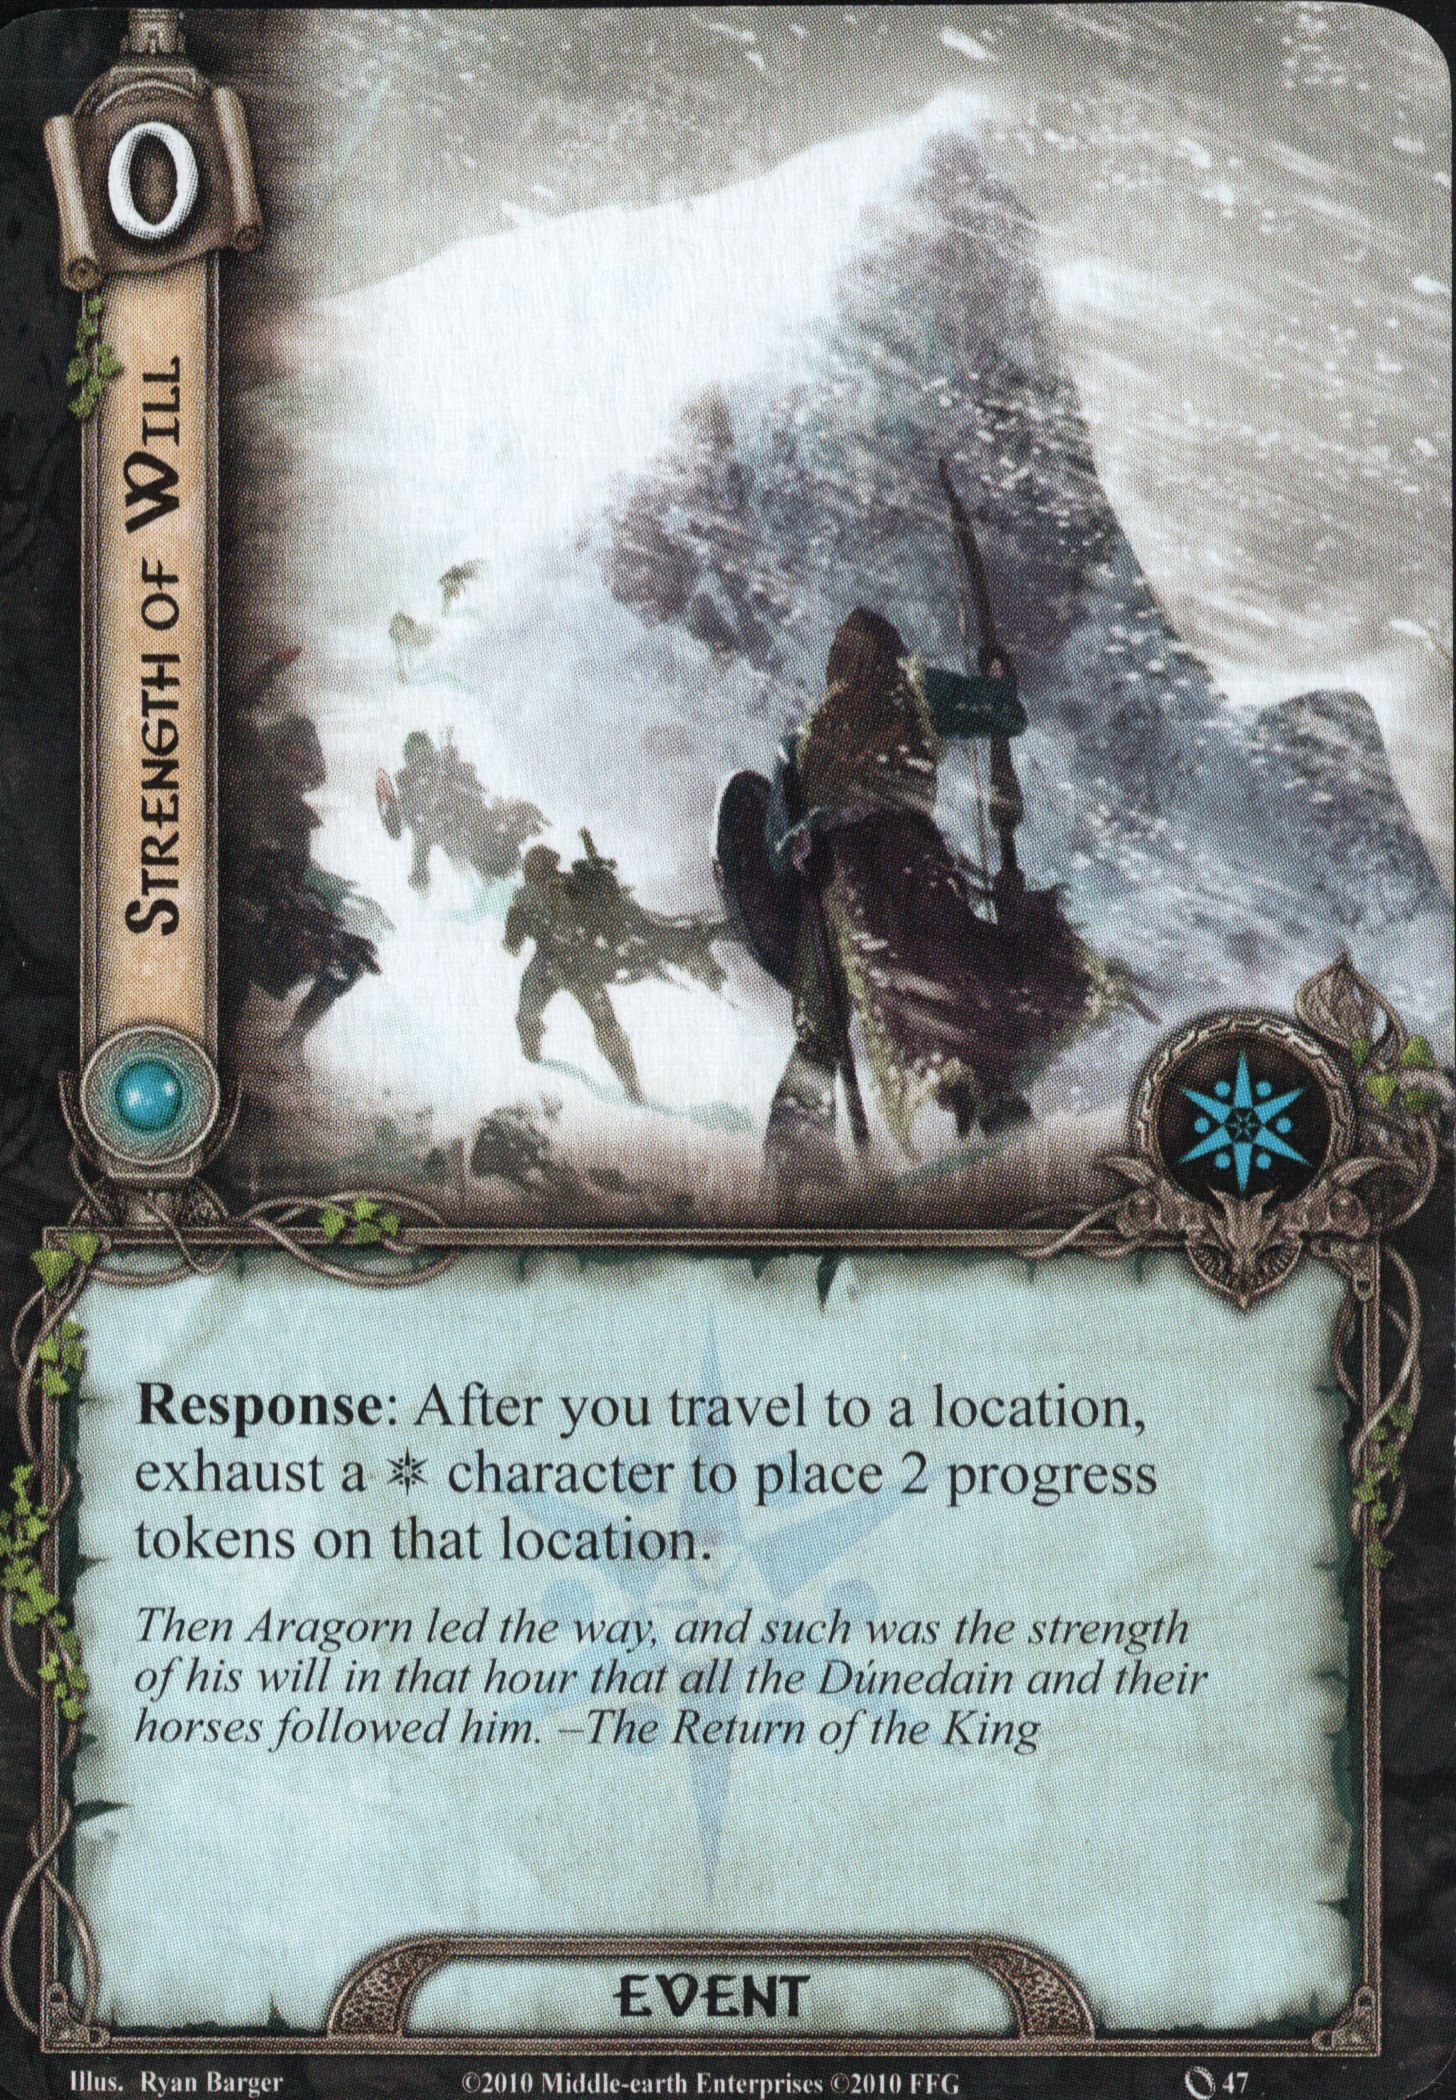 0
STRENGTH OF WILL
Response: After you travel to a location,
exhaust a character to place 2 progress
tokens on that location.
Then Aragorn led the way, and such was the strength
of his will in that hour that all the Dúnedain and their
horses followed him. –The Return of the King
EVENT
Illus. Ryan Barger
©2010 Middle-earth Enterprises ©2010 FFG
47